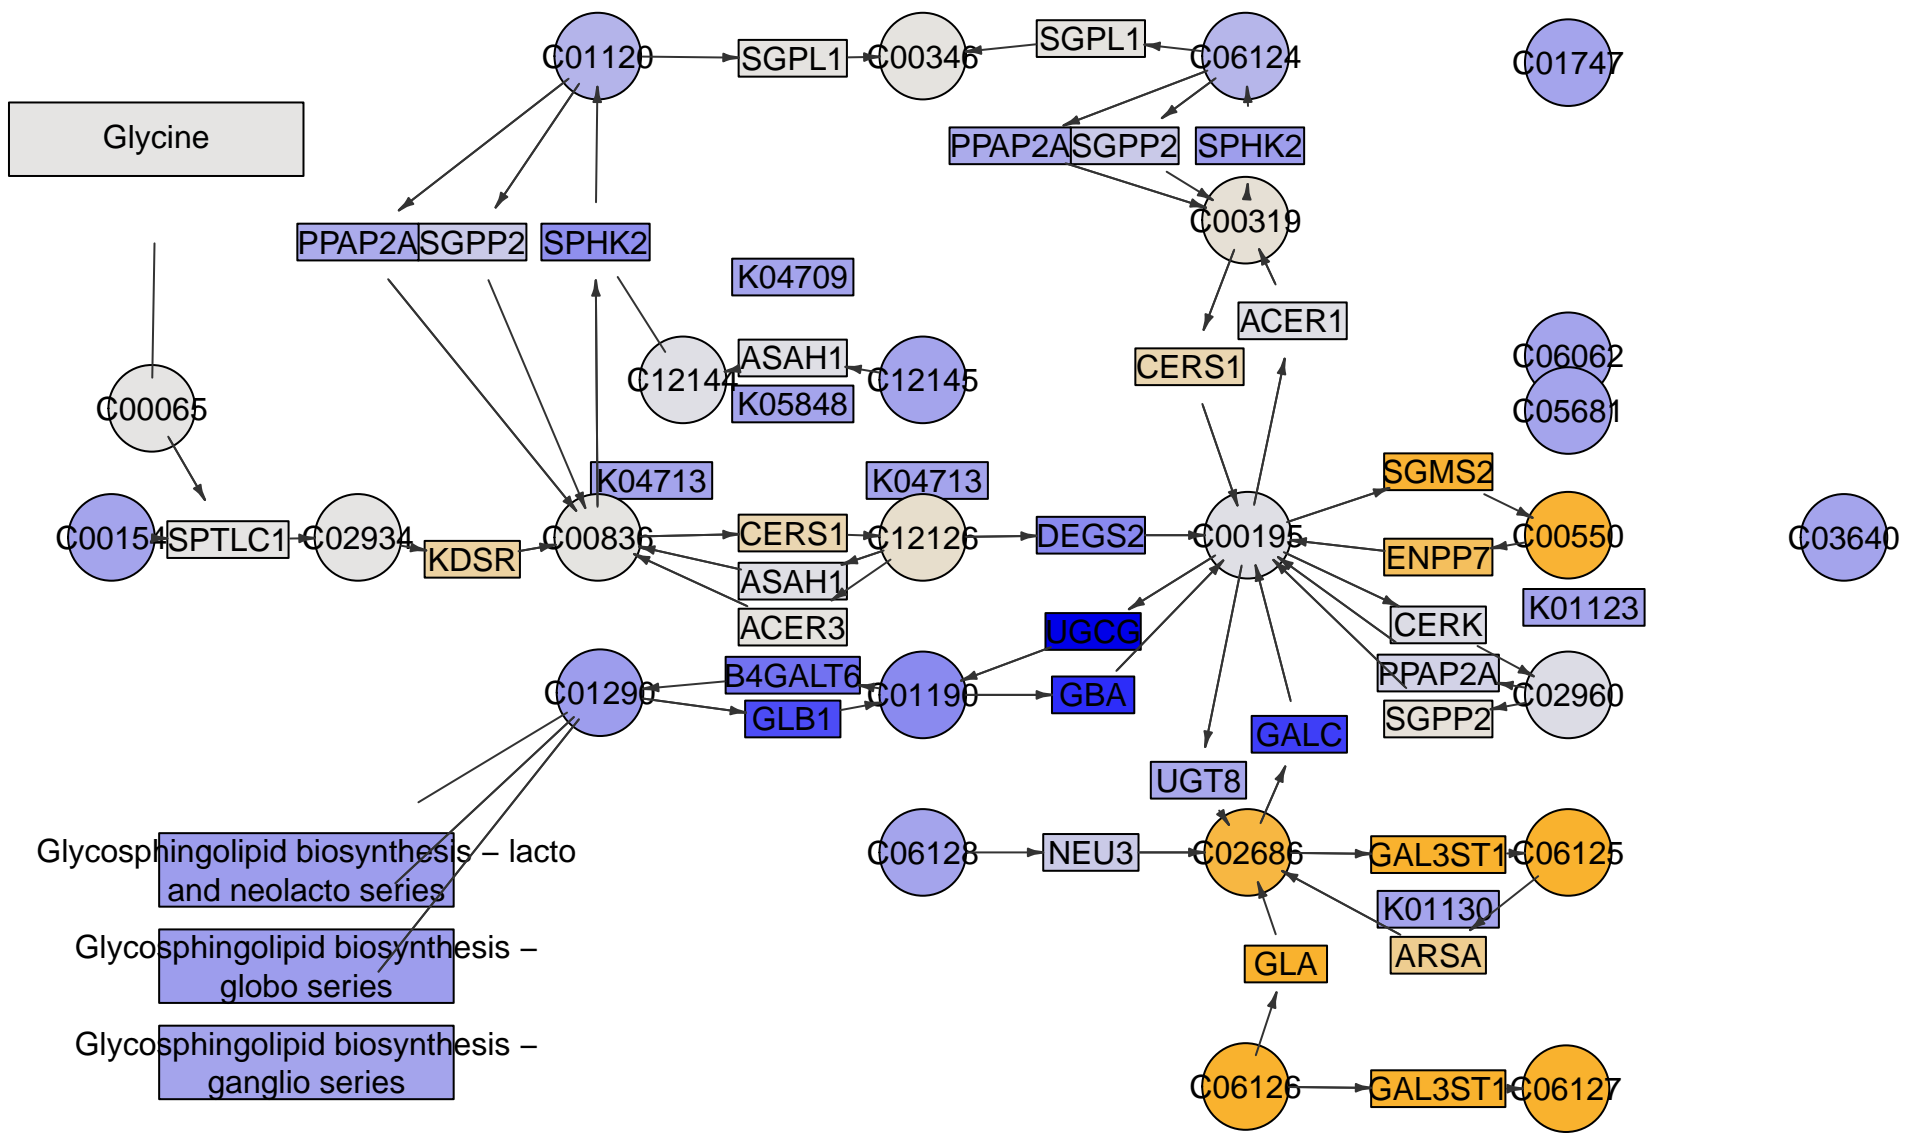 C01120
SGPL1
C00346
SGPL1
C06124
C01747
Glycine
PPAP2A
SGPP2
SPHK2
C00319
PPAP2A
SGPP2
SPHK2
K04709
ACER1
C12144
ASAH1
C12145
CERS1
C06062
K05848
C05681
C00065
K04713
K04713
SGMS2
C00154
SPTLC1
C02934
KDSR
C00836
CERS1
C12126
DEGS2
C00195
ENPP7
C00550
C03640
ASAH1
ACER3
UGCG
CERK
K01123
C01290
B4GALT6
GLB1
C01190
GBA
PPAP2A
SGPP2
C02960
GALC
UGT8
Glycosphingolipid biosynthesis – lacto
and neolacto series
C06128
NEU3
C02686
GAL3ST1
C06125
K01130
ARSA
Glycosphingolipid biosynthesis –
globo series
GLA
Glycosphingolipid biosynthesis –
ganglio series
C06126
GAL3ST1
C06127